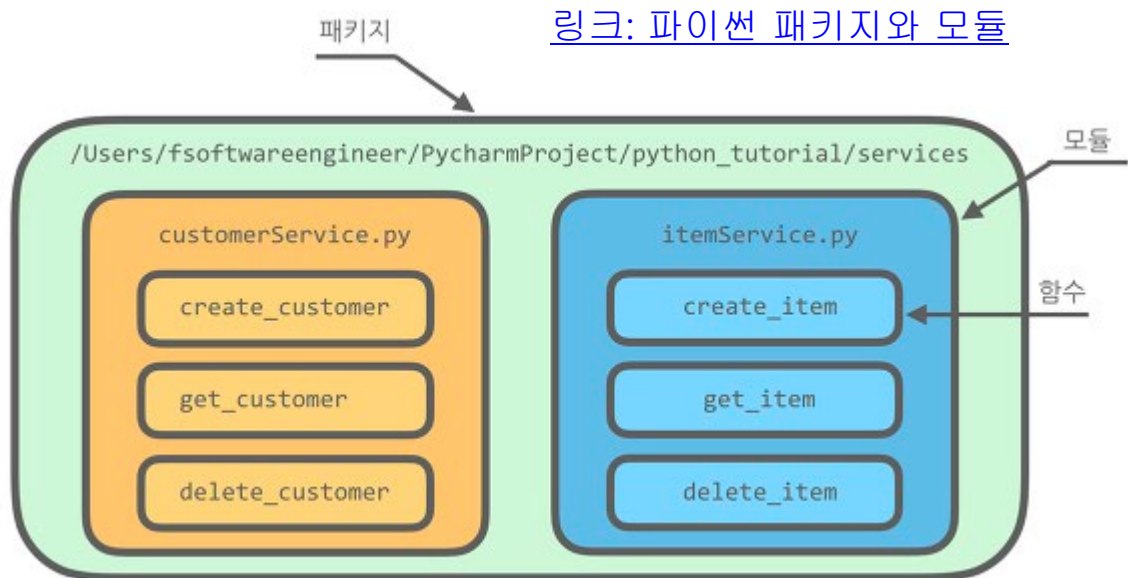 링크: 파이썬 패키지와 모듈
패키지
/Users/fsoftwareengineer/PycharmProject/python_tutorial/services
모듈
customerService.py
create_customer
get_customer
delete_customer
itemService.py
create_item
함수
get_item
delete_item